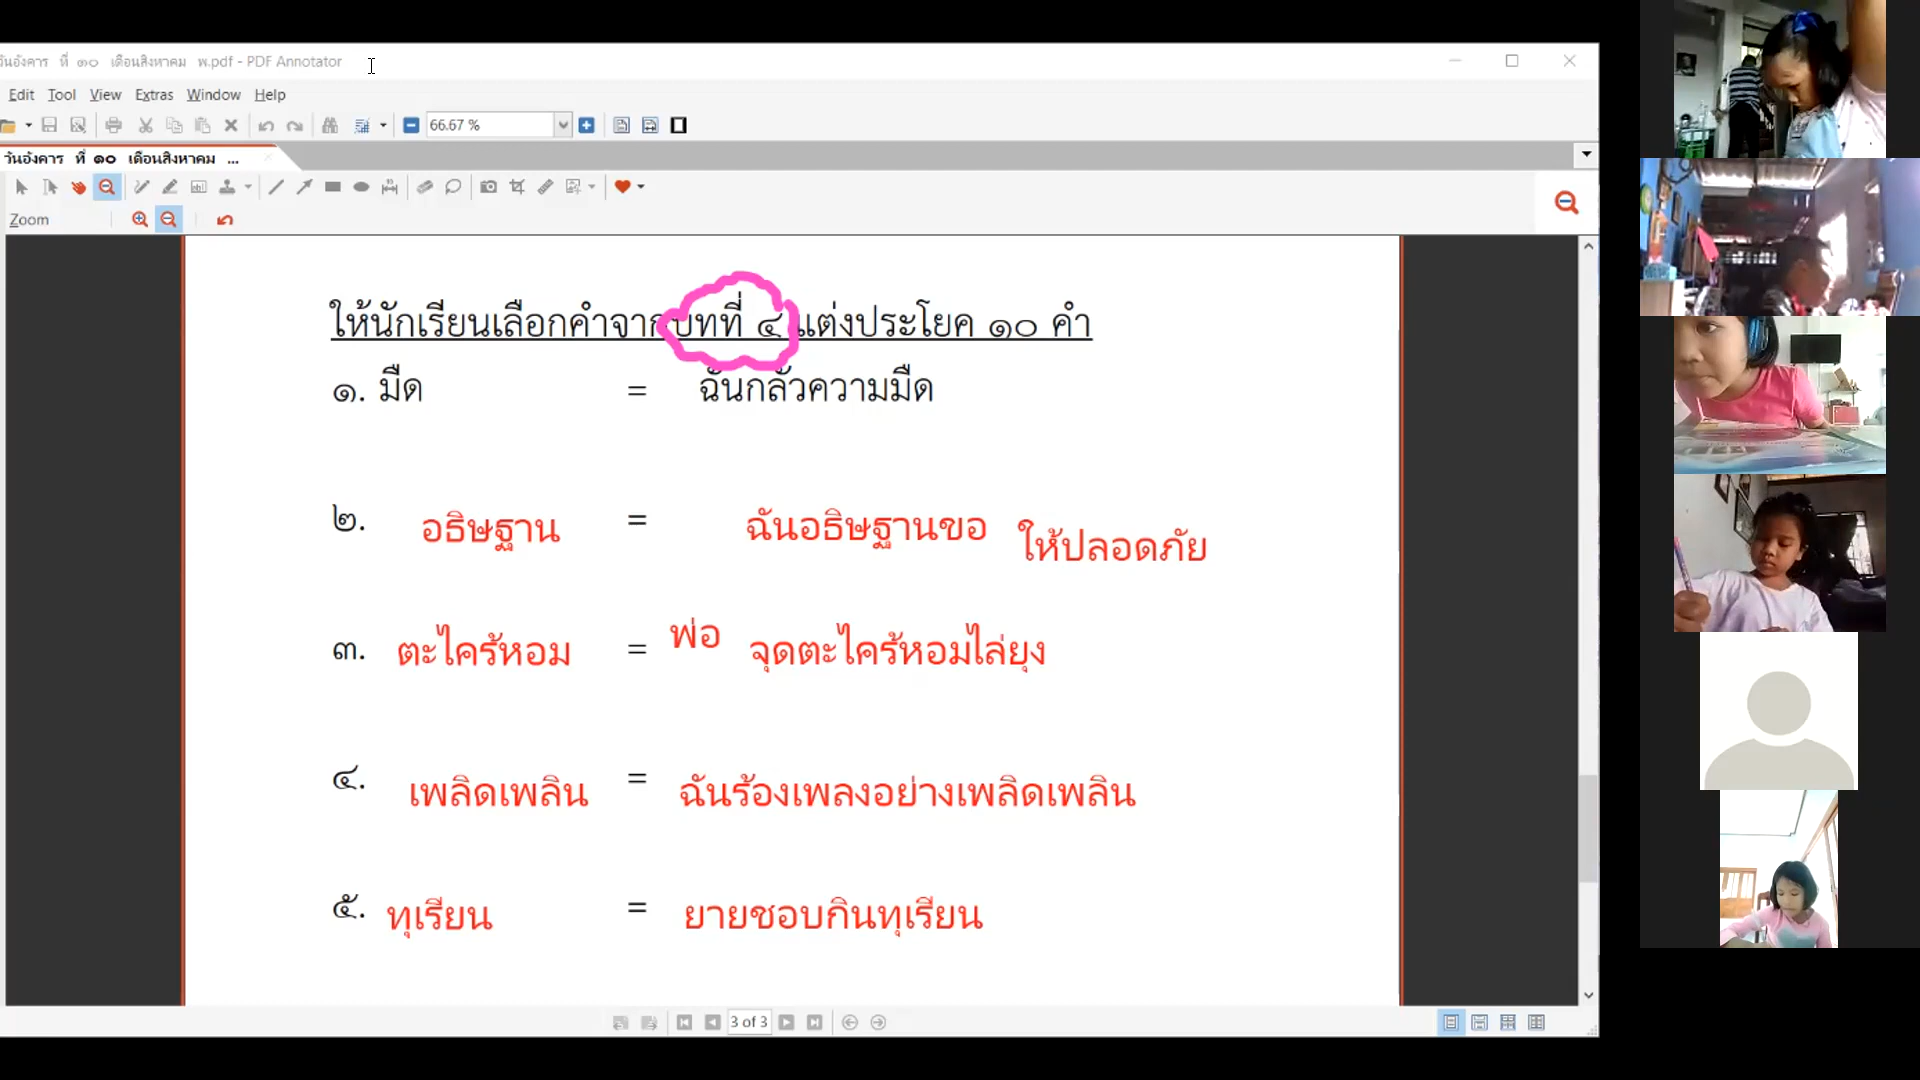 วันอังคาร ที่ ๑๐ เดือนสิงหาคม พ.pdf - PDF Annotator
Edit Tool View Extras Window Help
66.67 %
วันอังคาร ที่ ๑๐ เดือนสิงหาคม ...
Zoom
ให้นักเรียนเลือกคำจากบทที่ ๔ แต่งประโยค ๑๐ คำ
๑. มืด = ฉันกลัวความมืด
๒. อธิษฐาน = ฉันอธิษฐานขอ ให้ปลอดภัย
๓. ตะไคร้หอม = พ่อ จุดตะไคร้หอมไล่ยุง
๔. เพลิดเพลิน = ฉันร้องเพลงอย่างเพลิดเพลิน
๕. ทุเรียน = ยายชอบกินทุเรียน
3 of 3